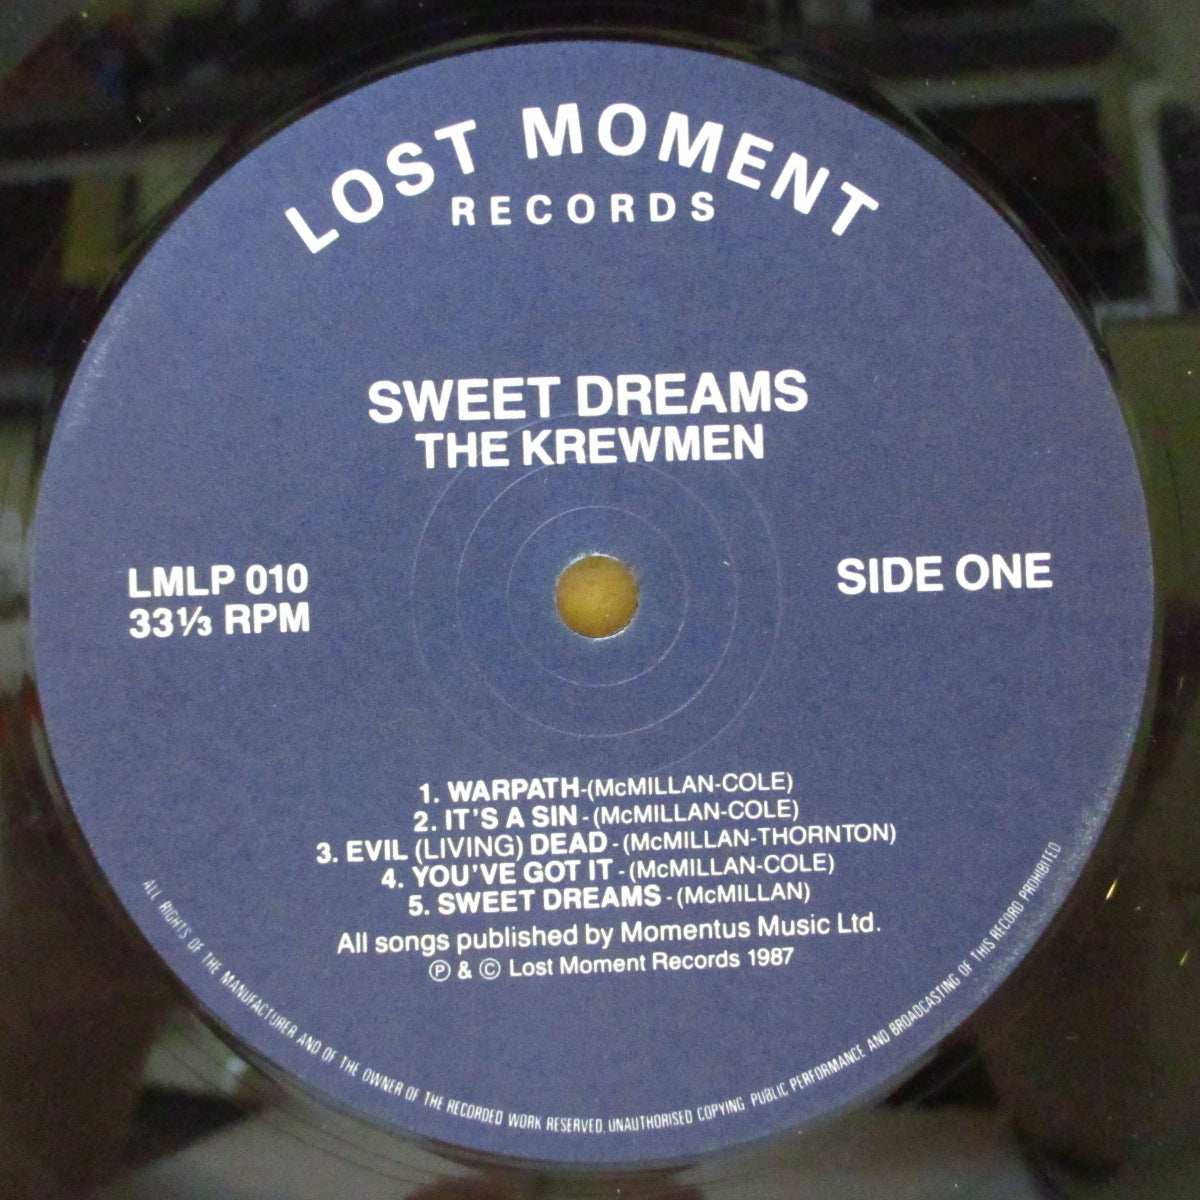 LOST MOMENT
RECORDS
SWEET DREAMS
THE KREWMEN
LMLP 010
33⅓ RPM
SIDE ONE
1. WARPATH-(McMILLAN-COLE)
2. IT'S A SIN - (McMILLAN-COLE)
3. EVIL (LIVING) DEAD - (McMILLAN-THORNTON)
4. YOU'VE GOT IT - (McMILLAN-COLE)
5. SWEET DREAMS - (McMILLAN)
All songs published by Momentus Music Ltd.
℗ & © Lost Moment Records 1987
ALL RIGHTS OF THE MANUFACTURER AND OF THE OWNER OF THE RECORDED WORK RESERVED, UNAUTHORISED COPYING, PUBLIC PERFORMANCE AND BROADCASTING OF THIS RECORD PROHIBITED